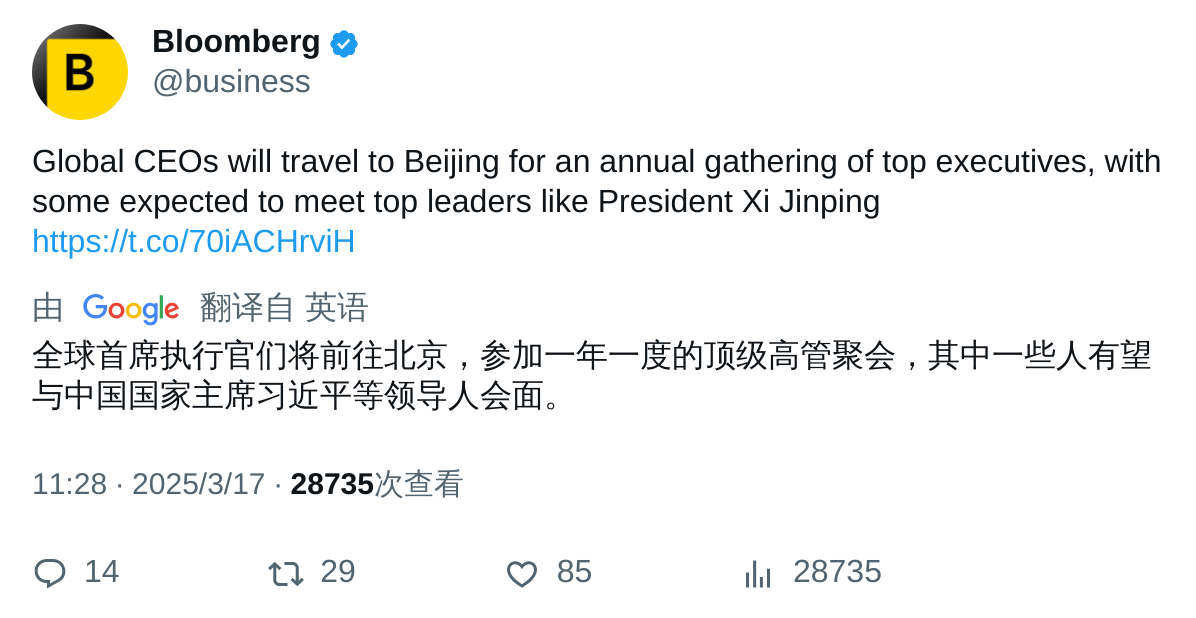 B
Bloomberg
@business
Global CEOs will travel to Beijing for an annual gathering of top executives, with
some expected to meet top leaders like President Xi Jinping
https://t.co/70iACHrviH
由 Google 翻译自 英语
全球首席执行官们将前往北京，参加一年一度的顶级高管聚会，其中一些人有望
与中国国家主席习近平等领导人会面。
11:28 · 2025/3/17 · 28735次查看
14 29 85 28735